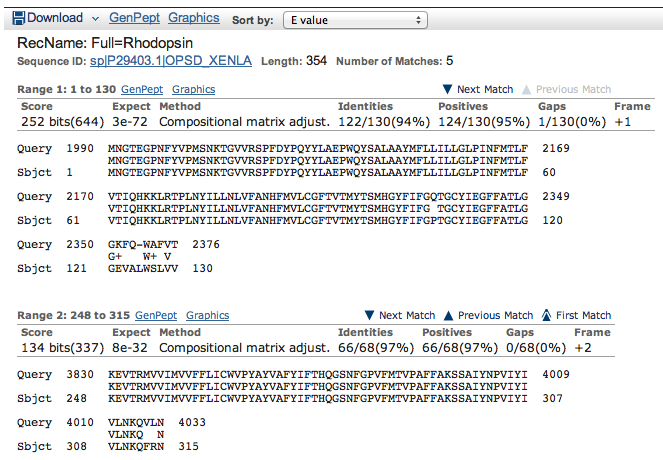 Download GenPept Graphics Sort by: E value
RecName: Full=Rhodopsin
Sequence ID: sp|P29403.1|OPSD_XENLA Length: 354 Number of Matches: 5
Range 1: 1 to 130 GenPept Graphics Next Match Previous Match
Score Expect Method Identities Positives Gaps Frame
252 bits(644) 3e-72 Compositional matrix adjust. 122/130(94%) 124/130(95%) 1/130(0%) +1
Query 1990 MNGTEGPNFYVPMSNKTGVVRSPFDYPQYYLAEPWQYSALAAYMFLLILLGLPINFMTLF 2169
MNGTEGPNFYVPMSNKTGVVRSPFDYPQYYLAEPWQYSALAAYMFLLILLGLPINFMTLF
Sbjct 1 MNGTEGPNFYVPMSNKTGVVRSPFDYPQYYLAEPWQYSALAAYMFLLILLGLPINFMTLF 60
Query 2170 VTIQHKKLRTPLNYILLNLVFANHFMVLCGFTVTMYTSMHGYFIFGQTGCYIEGFFATLG 2349
VTIQHKKLRTPLNYILLNLVFANHFMVLCGFTVTMYTSMHGYFIFG TGCYIEGFFATLG
Sbjct 61 VTIQHKKLRTPLNYILLNLVFANHFMVLCGFTVTMYTSMHGYFIFGPTGCYIEGFFATLG 120
Query 2350 GKFQ-WAFVT 2376
G+ W+ V
Sbjct 121 GEVALWSLVV 130
Range 2: 248 to 315 GenPept Graphics Next Match Previous Match First Match
Score Expect Method Identities Positives Gaps Frame
134 bits(337) 8e-32 Compositional matrix adjust. 66/68(97%) 66/68(97%) 0/68(0%) +2
Query 3830 KEVTRMVVIMVVFFLICWVPYAYVAFYIFTHQGSNFGPVFMTVPAFFAKSSAIYNPVIYI 4009
KEVTRMVVIMVVFFLICWVPYAYVAFYIFTHQGSNFGPVFMTVPAFFAKSSAIYNPVIYI
Sbjct 248 KEVTRMVVIMVVFFLICWVPYAYVAFYIFTHQGSNFGPVFMTVPAFFAKSSAIYNPVIYI 307
Query 4010 VLNKQVLN 4033
VLNKQ N
Sbjct 308 VLNKQFRN 315